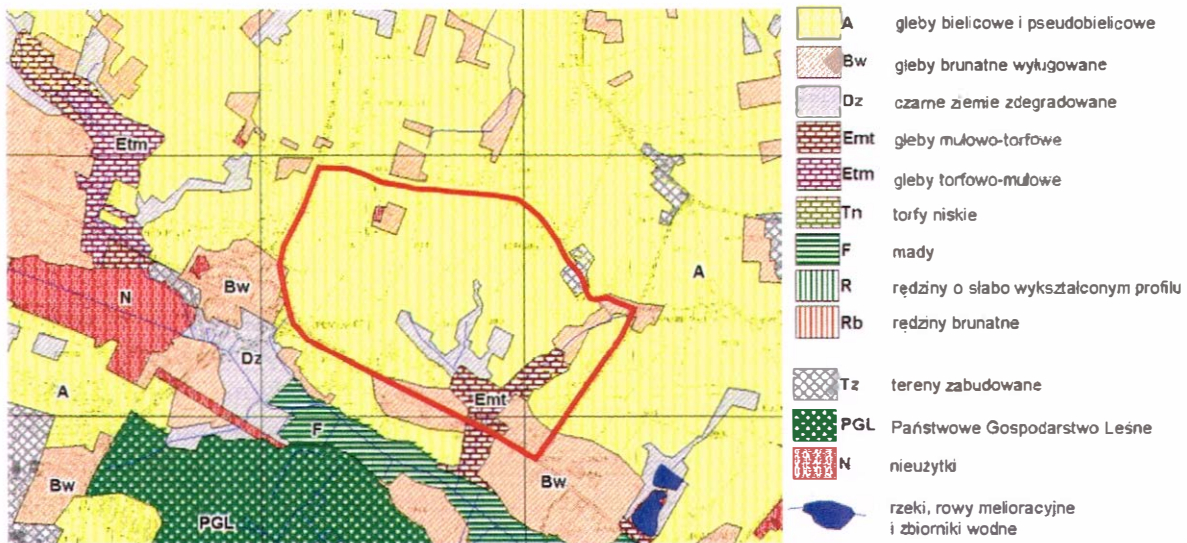 A gleby bielicowe i pseudobielicowe
Bw gleby brunatne wyługowane
Dz czarne ziemie zdegradowane
Emt gleby mułowo-torfowe
Etm gleby torfowo-mułowe
Tn torfy niskie
F mady
R rędziny o słabo wykształconym profilu
Rb rędziny brunatne
Tz tereny zabudowane
PGL Państwowe Gospodarstwo Leśne
N nieużytki
rzeki, rowy melioracyjne
i zbiorniki wodne
Etm
A
N
Bw
Dz
A
Emt
F
Bw
Bw
PGL